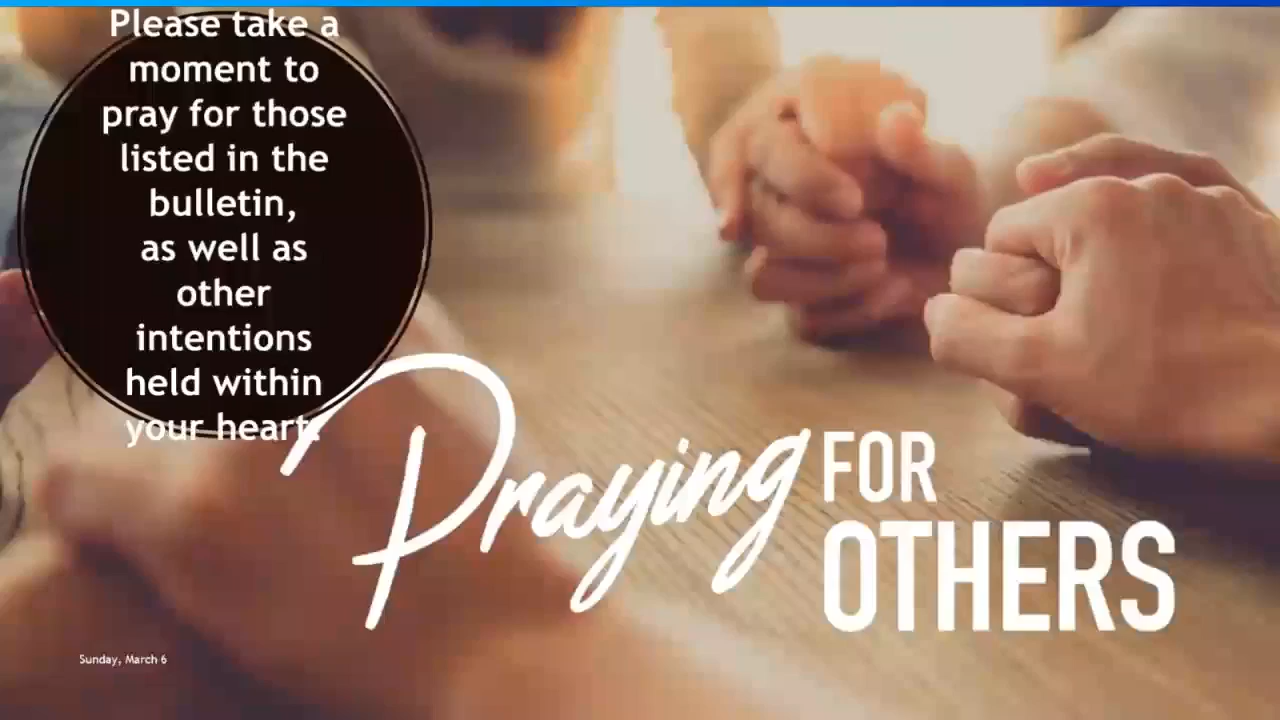 Please take a
moment to
pray for those
listed in the
bulletin,
as well as
other
intentions
held within
your heart.
Praying FOR
OTHERS
Sunday, March 6